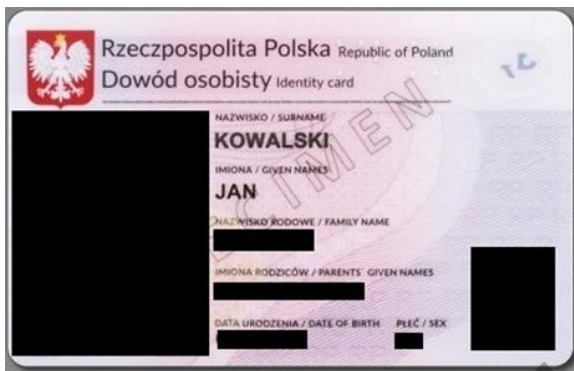 Rzeczpospolita Polska Republic of Poland
Dowód osobisty Identity card
NAZWISKO / SURNAME
KOWALSKI
IMIONA / GIVEN NAMES
JAN
NAZWISKO RODOWE / FAMILY NAME
IMIONA RODZICÓW / PARENTS' GIVEN NAMES
DATA URODZENIA / DATE OF BIRTH PŁEĆ / SEX
SPECIMEN